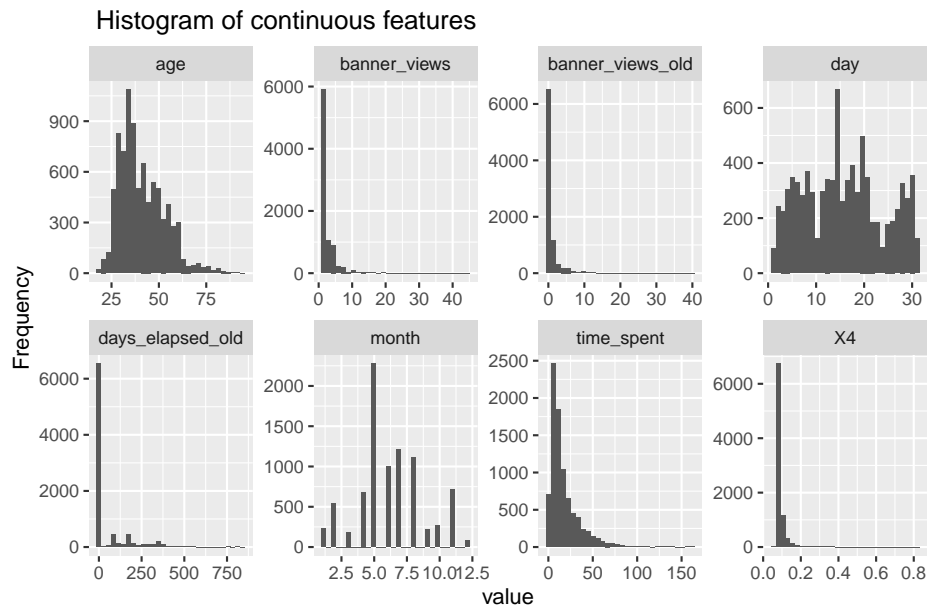 Histogram of continuous features
age banner_views banner_views_old day
900
600
300
0
25 50 75
6000
4000
2000
0
0 10 20 30 40
6000
4000
2000
0
0 10 20 30 40
600
400
200
0
0 10 20 30
days_elapsed_old month time_spent X4
6000
4000
2000
0
0 250 500 750
2000
1500
1000
500
0
2.5 5.0 7.5 10.0 12.5
2500
2000
1500
1000
500
0
0 50 100 150
6000
4000
2000
0
0.0 0.2 0.4 0.6 0.8
Frequency
value